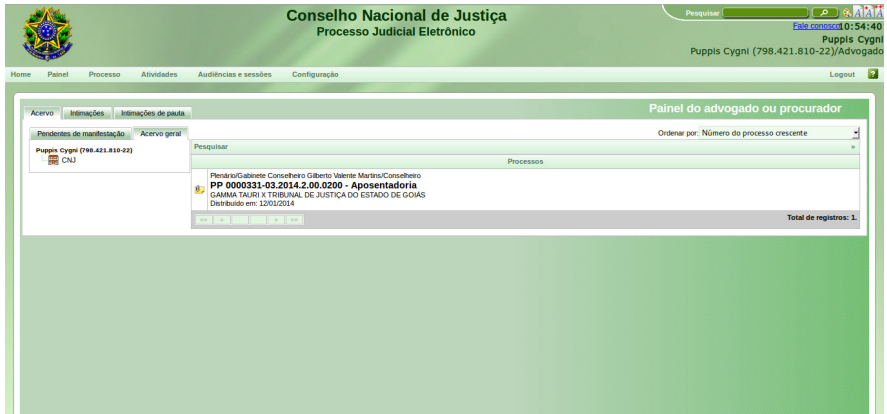 Conselho Nacional de Justiça
Processo Judicial Eletrônico
Pesquisar
A A A
Fale conosco 10:54:40
Puppis Cygni
Puppis Cygni (798.421.810-22)/Advogado
Home Painel Processo Atividades Audiências e sessões Configuração Logout ?
Acervo Intimações Intimações de pauta Painel do advogado ou procurador
Pendentes de manifestação Acervo geral Ordenar por: Número do processo crescente
Puppis Cygni (798.421.810-22)
CNJ
Pesquisar »
Processos
Plenário/Gabinete Conselheiro Gilberto Valente Martins/Conselheiro
PP 0000331-03.2014.2.00.0200 - Aposentadoria
GAMMA TAURI X TRIBUNAL DE JUSTIÇA DO ESTADO DE GOIÁS
Distribuído em: 12/01/2014
«« « » »» Total de registros: 1.